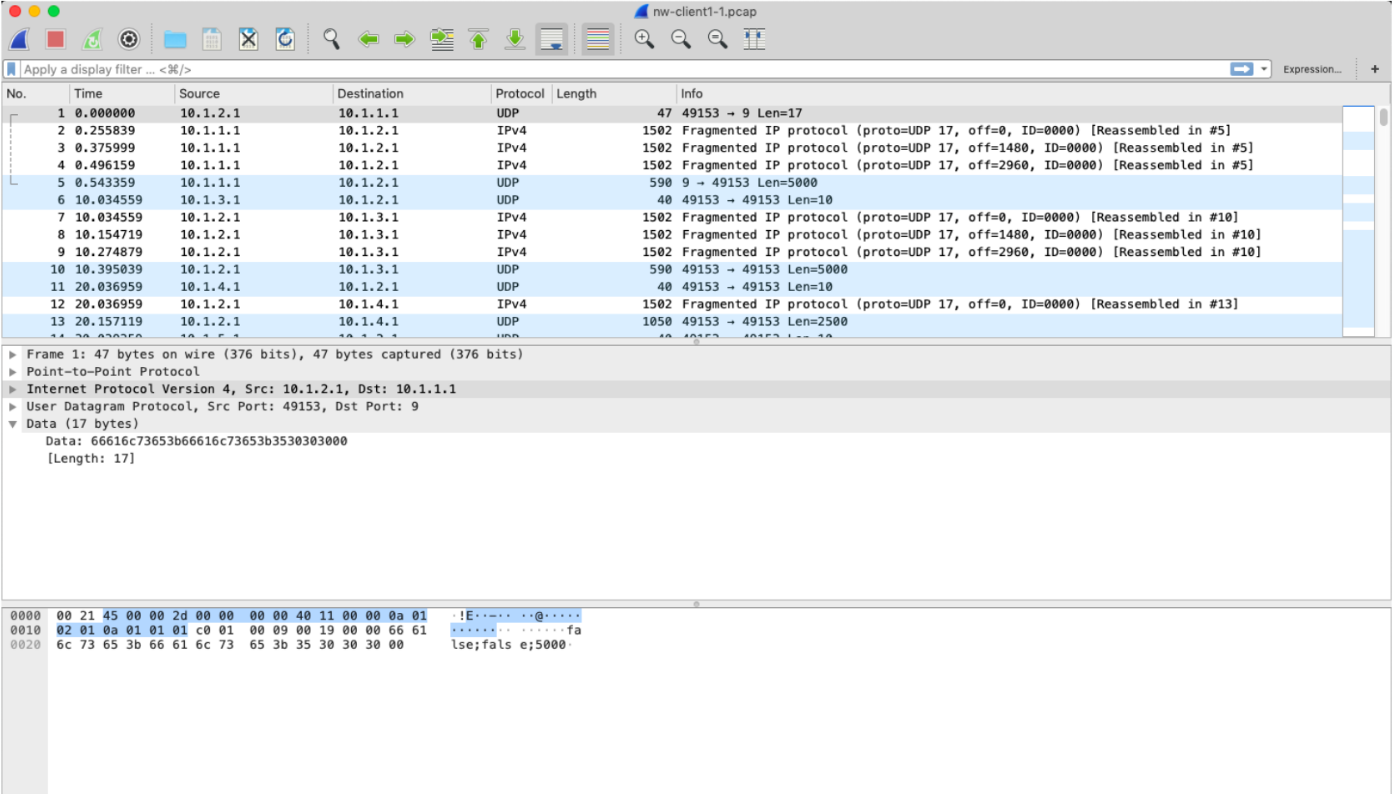 nw-client1-1.pcap
Apply a display filter ... <⌘/>
Expression...
+
No. Time Source Destination Protocol Length Info
1 0.000000 10.1.2.1 10.1.1.1 UDP 47 49153 → 9 Len=17
2 0.255839 10.1.1.1 10.1.2.1 IPv4 1502 Fragmented IP protocol (proto=UDP 17, off=0, ID=0000) [Reassembled in #5]
3 0.375999 10.1.1.1 10.1.2.1 IPv4 1502 Fragmented IP protocol (proto=UDP 17, off=1480, ID=0000) [Reassembled in #5]
4 0.496159 10.1.1.1 10.1.2.1 IPv4 1502 Fragmented IP protocol (proto=UDP 17, off=2960, ID=0000) [Reassembled in #5]
5 0.543359 10.1.1.1 10.1.2.1 UDP 590 9 → 49153 Len=5000
6 10.034559 10.1.3.1 10.1.2.1 UDP 40 49153 → 49153 Len=10
7 10.034559 10.1.2.1 10.1.3.1 IPv4 1502 Fragmented IP protocol (proto=UDP 17, off=0, ID=0000) [Reassembled in #10]
8 10.154719 10.1.2.1 10.1.3.1 IPv4 1502 Fragmented IP protocol (proto=UDP 17, off=1480, ID=0000) [Reassembled in #10]
9 10.274879 10.1.2.1 10.1.3.1 IPv4 1502 Fragmented IP protocol (proto=UDP 17, off=2960, ID=0000) [Reassembled in #10]
10 10.395039 10.1.2.1 10.1.3.1 UDP 590 49153 → 49153 Len=5000
11 20.036959 10.1.4.1 10.1.2.1 UDP 40 49153 → 49153 Len=10
12 20.036959 10.1.2.1 10.1.4.1 IPv4 1502 Fragmented IP protocol (proto=UDP 17, off=0, ID=0000) [Reassembled in #13]
13 20.157119 10.1.2.1 10.1.4.1 UDP 1050 49153 → 49153 Len=2500
Frame 1: 47 bytes on wire (376 bits), 47 bytes captured (376 bits)
Point-to-Point Protocol
Internet Protocol Version 4, Src: 10.1.2.1, Dst: 10.1.1.1
User Datagram Protocol, Src Port: 49153, Dst Port: 9
Data (17 bytes)
Data: 66616c73653b66616c73653b3530303000
[Length: 17]
0000 00 21 45 00 00 2d 00 00 00 00 40 11 00 00 0a 01 ·!E··-·· ··@·····
0010 02 01 0a 01 01 01 c0 01 00 09 00 19 00 00 66 61 ········ ······fa
0020 6c 73 65 3b 66 61 6c 73 65 3b 35 30 30 30 00 lse;fals e;5000·